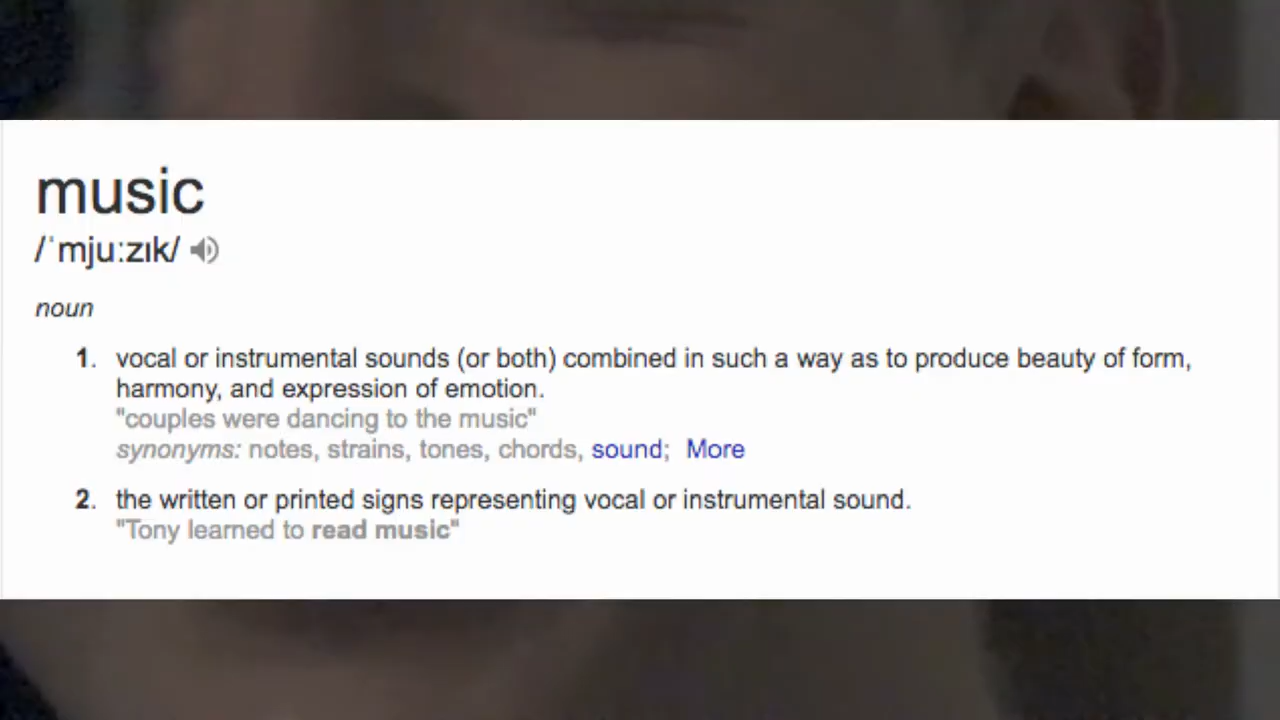 music
/ˈmjuːzɪk/
noun
1. vocal or instrumental sounds (or both) combined in such a way as to produce beauty of form,
harmony, and expression of emotion.
"couples were dancing to the music"
synonyms: notes, strains, tones, chords, sound; More
2. the written or printed signs representing vocal or instrumental sound.
"Tony learned to read music"